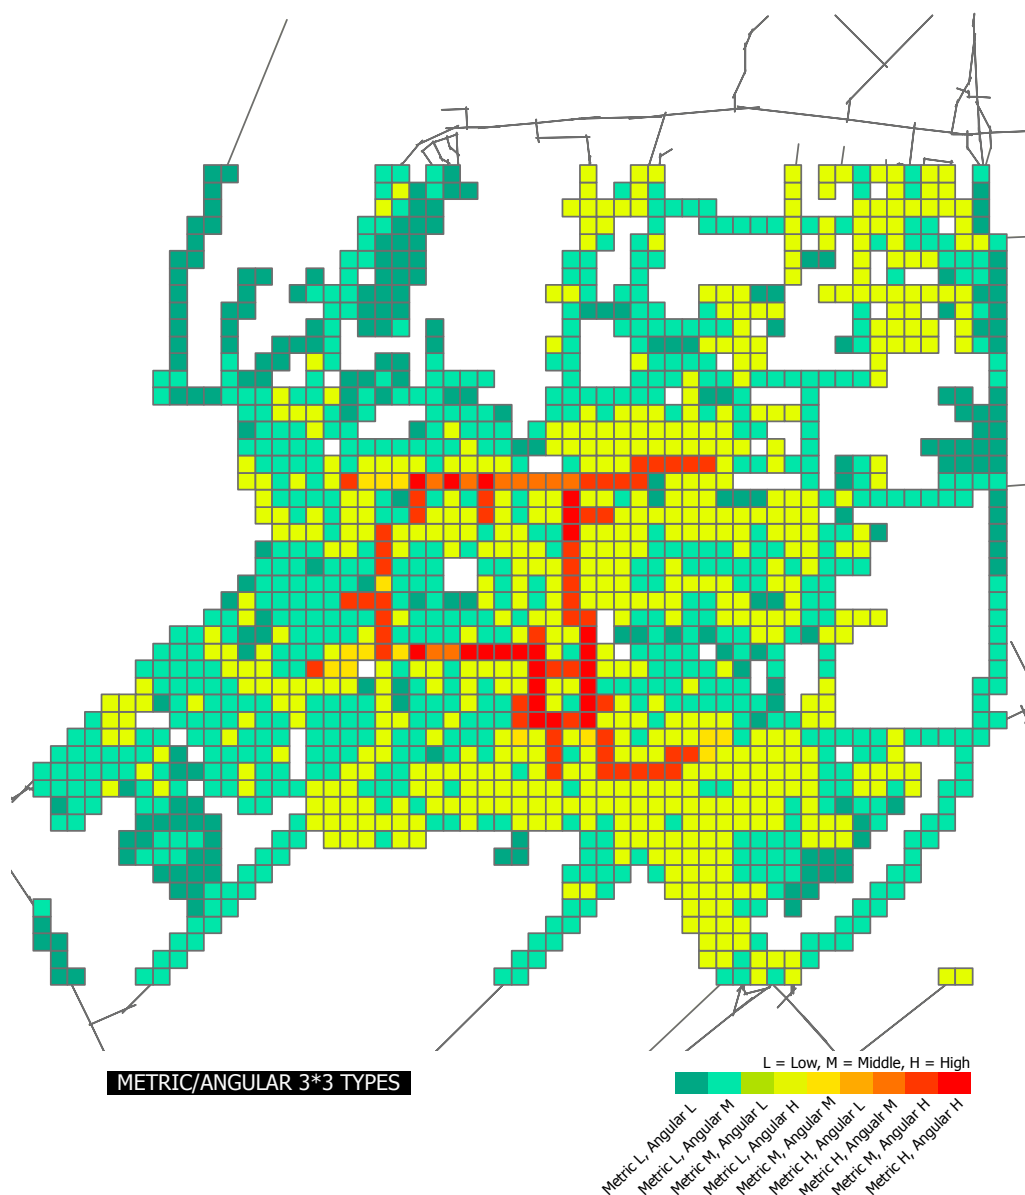 L = Low, M = Middle, H = High
METRIC/ANGULAR 3*3 TYPES
Metric L, Angular L
Metric L, Angular M
Metric M, Angular L
Metric L, Angular H
Metric M, Angular M
Metric H, Angular L
Metric H, Angualr M
Metric M, Angular H
Metric H, Angular H